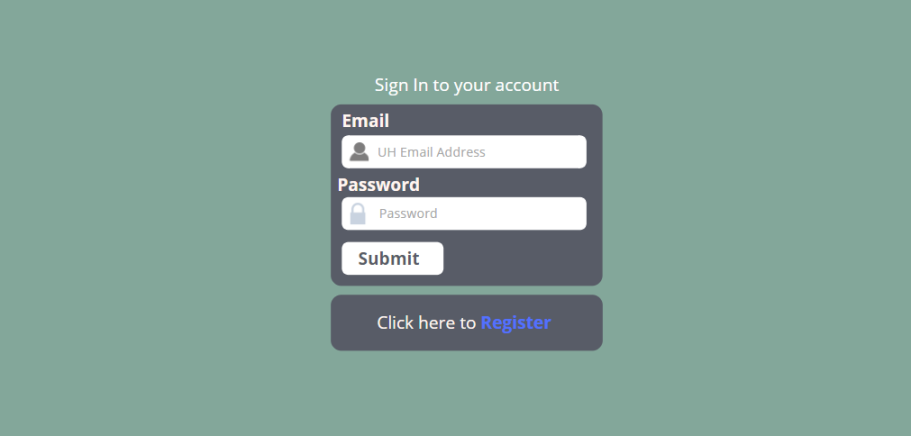 Sign In to your account
Email
UH Email Address
Password
Password
Submit
Click here to Register